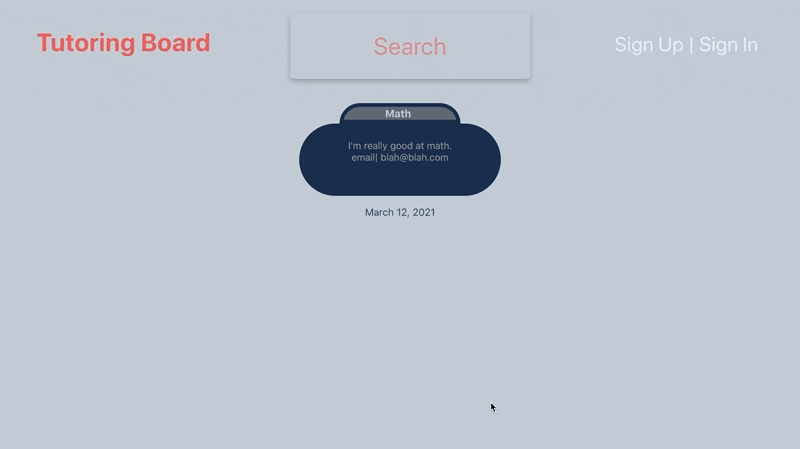 Tutoring Board
Search
Sign Up | Sign In
Math
I'm really good at math.
email| blah@blah.com
March 12, 2021